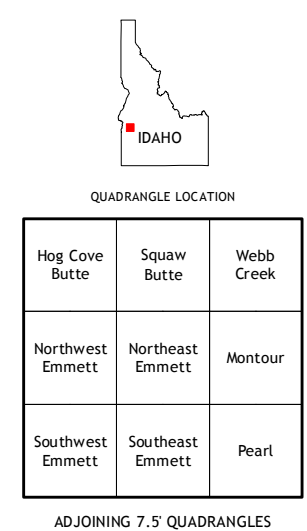 IDAHO
QUADRANGLE LOCATION
Hog Cove
Butte
Squaw
Butte
Webb
Creek
Northwest
Emmett
Northeast
Emmett
Montour
Southwest
Emmett
Southeast
Emmett
Pearl
ADJOINING 7.5' QUADRANGLES